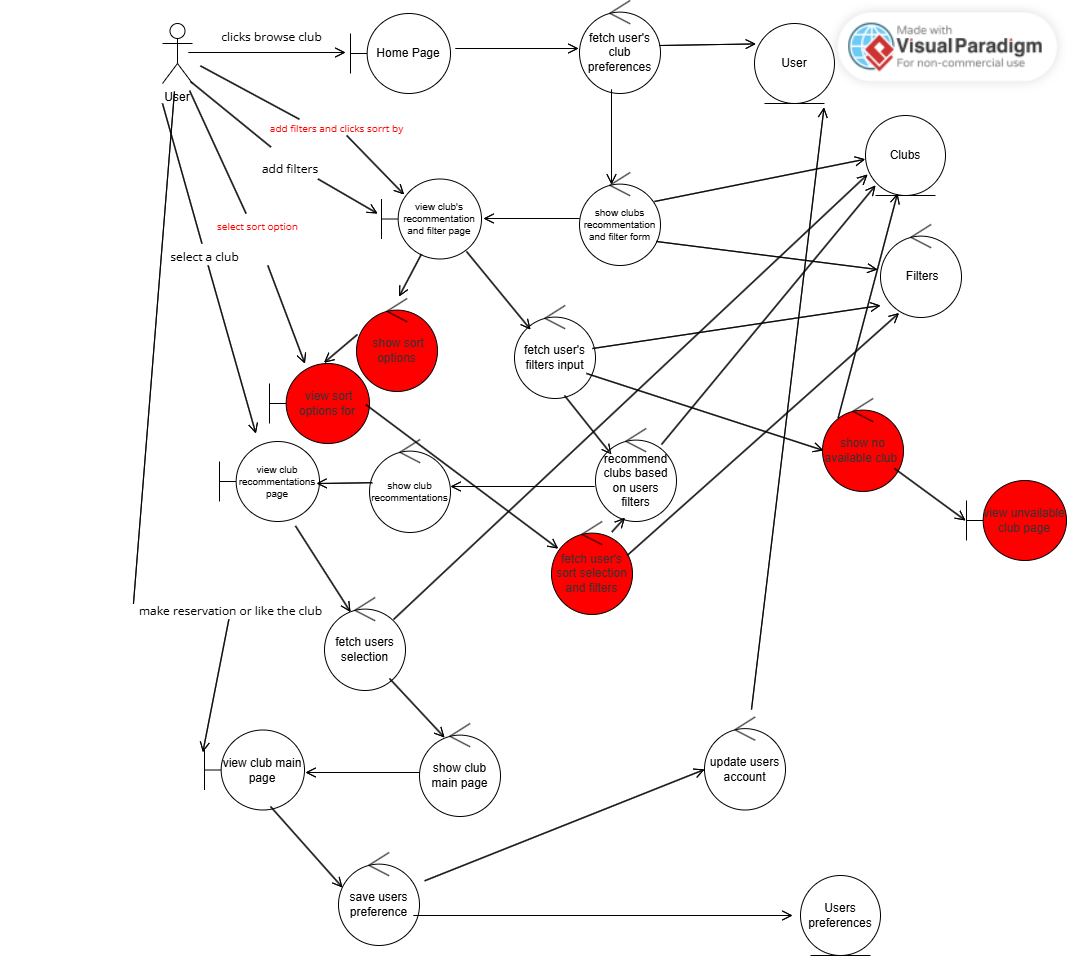 clicks browse club
Home Page
fetch user's
club
preferences
User
Made with
VisualParadigm
For non-commercial use
User
add filters and clicks sorrt by
Clubs
add filters
view club's
recommentation
and filter page
show clubs
recommentation
and filter form
select sort option
select a club
Filters
show sort
options
fetch user's
filters input
view sort
options for
show no
available club
view club
recommentations
page
show club
recommentations
recommend
clubs based
on users
filters
view unvailable
club page
fetch user's
sort selection
and filters
make reservation or like the club
fetch users
selection
view club main
page
show club
main page
update users
account
save users
preference
Users
preferences